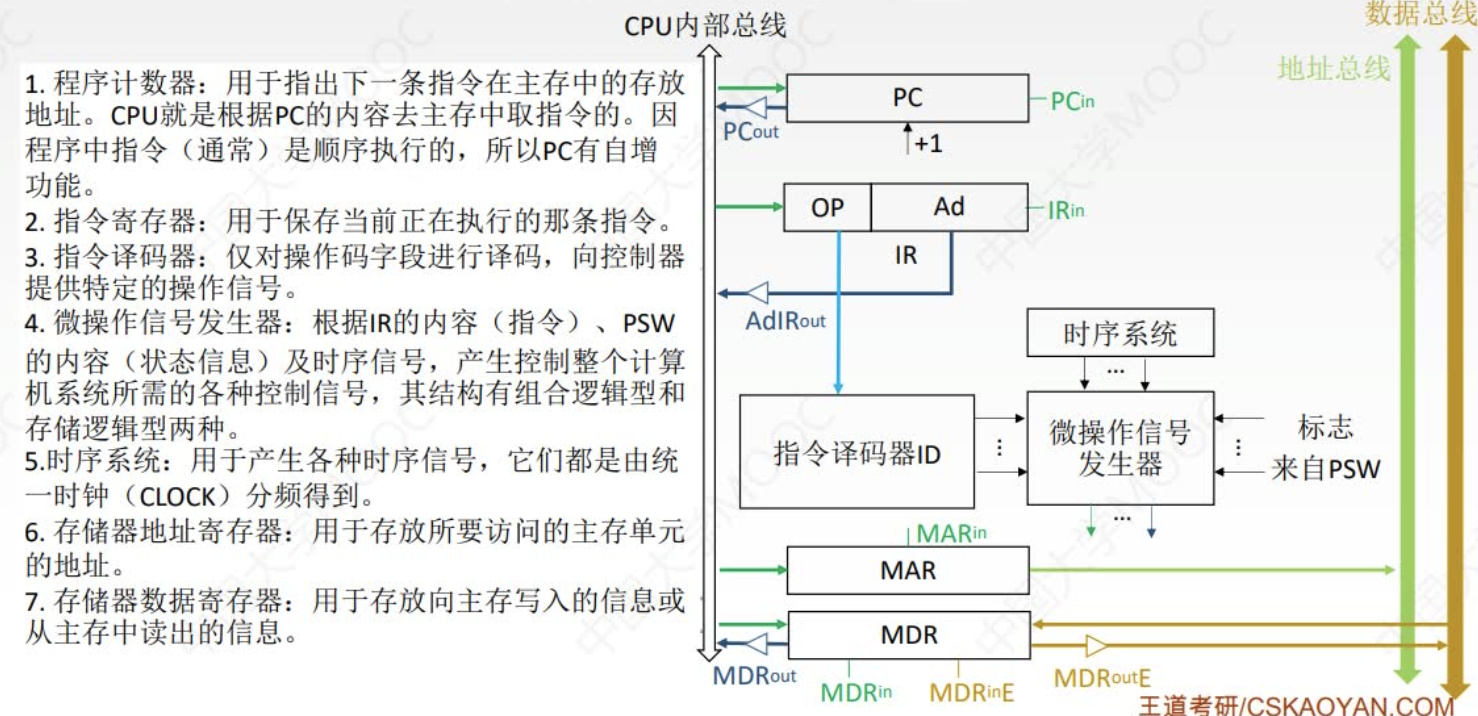 CPU内部总线
数据总线
地址总线
1. 程序计数器：用于指出下一条指令在主存中的存放
地址。CPU就是根据PC的内容去主存中取指令的。因
程序中指令（通常）是顺序执行的，所以PC有自增
功能。
2. 指令寄存器：用于保存当前正在执行的那条指令。
3. 指令译码器：仅对操作码字段进行译码，向控制器
提供特定的操作信号。
4. 微操作信号发生器：根据IR的内容（指令）、PSW
的内容（状态信息）及时序信号，产生控制整个计算
机系统所需的各种控制信号，其结构有组合逻辑型和
存储逻辑型两种。
5.时序系统：用于产生各种时序信号，它们都是由统
一时钟（CLOCK）分频得到。
6. 存储器地址寄存器：用于存放所要访问的主存单元
的地址。
7. 存储器数据寄存器：用于存放向主存写入的信息或
从主存中读出的信息。
PC
PCin
PCout
+1
OP
Ad
IRin
IR
AdIRout
时序系统
...
指令译码器ID
...
微操作信号
发生器
...
标志
来自PSW
...
MARin
MAR
MDR
MDRout
MDRin
MDRinE
MDRoutE
王道考研/CSKAOYAN.COM
中国大学MOOC